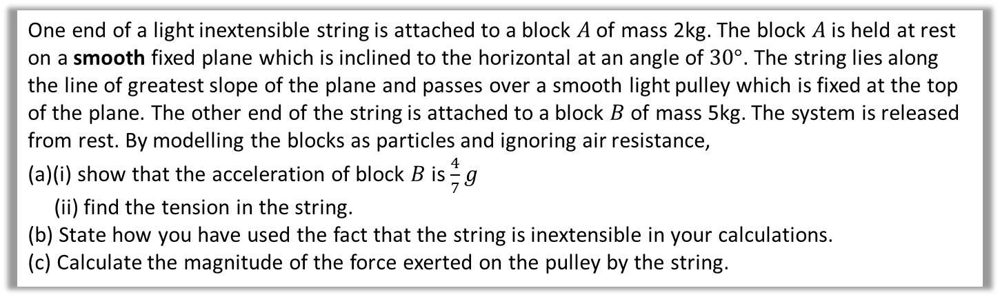 One end of a light inextensible string is attached to a block A of mass 2kg. The block A is held at rest
on a smooth fixed plane which is inclined to the horizontal at an angle of 30°. The string lies along
the line of greatest slope of the plane and passes over a smooth light pulley which is fixed at the top
of the plane. The other end of the string is attached to a block B of mass 5kg. The system is released
from rest. By modelling the blocks as particles and ignoring air resistance,
(a)(i) show that the acceleration of block B is 4/7 g
(ii) find the tension in the string.
(b) State how you have used the fact that the string is inextensible in your calculations.
(c) Calculate the magnitude of the force exerted on the pulley by the string.